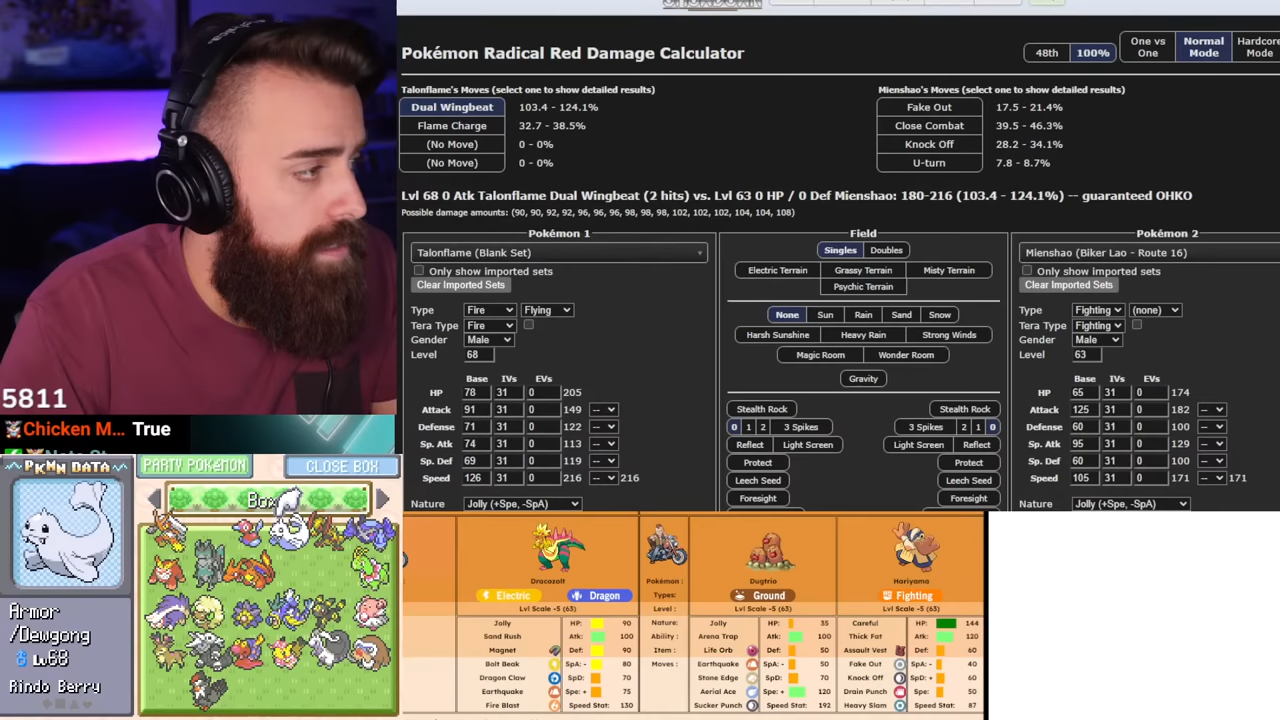 Pokémon Radical Red Damage Calculator
48th 100% One vs One Normal Mode Hardcore Mode
Talonflame's Moves (select one to show detailed results)
Dual Wingbeat 103.4 - 124.1%
Flame Charge 32.7 - 38.5%
(No Move) 0 - 0%
(No Move) 0 - 0%
Mienshao's Moves (select one to show detailed results)
Fake Out 17.5 - 21.4%
Close Combat 39.5 - 46.3%
Knock Off 28.2 - 34.1%
U-turn 7.8 - 8.7%
Lvl 68 0 Atk Talonflame Dual Wingbeat (2 hits) vs. Lvl 63 0 HP / 0 Def Mienshao: 180-216 (103.4 - 124.1%) -- guaranteed OHKO
Possible damage amounts: (90, 90, 92, 92, 96, 96, 96, 98, 98, 98, 102, 102, 102, 104, 104, 108)
Pokémon 1
Talonflame (Blank Set)
Only show imported sets
Clear Imported Sets
Type Fire Flying
Tera Type Fire
Gender Male
Level 68
Base IVs EVs
HP 78 31 0 205
Attack 91 31 0 149 --
Defense 71 31 0 122 --
Sp. Atk 74 31 0 113 --
Sp. Def 69 31 0 119 --
Speed 126 31 0 216 -- 216
Nature Jolly (+Spe, -SpA)
Field
Singles Doubles
Electric Terrain Grassy Terrain Misty Terrain
Psychic Terrain
None Sun Rain Sand Snow
Harsh Sunshine Heavy Rain Strong Winds
Magic Room Wonder Room
Gravity
Stealth Rock Stealth Rock
0 1 2 3 Spikes 3 Spikes 2 1 0
Reflect Light Screen Light Screen Reflect
Protect Protect
Leech Seed Leech Seed
Foresight Foresight
Pokémon 2
Mienshao (Biker Lao - Route 16)
Only show imported sets
Clear Imported Sets
Type Fighting (none)
Tera Type Fighting
Gender Male
Level 63
Base IVs EVs
HP 65 31 0 174
Attack 125 31 0 182 --
Defense 60 31 0 100 --
Sp. Atk 95 31 0 129 --
Sp. Def 60 31 0 100 --
Speed 105 31 0 171 -- 171
Nature Jolly (+Spe, -SpA)
5811
Chicken M... True
PKMN DATA
PARTY POKéMON
CLOSE BOX
Box
Armor
/Dewgong
Lv68
Rindo Berry
Dracozolt
Electric Dragon
Lvl Scale -5 (63)
Jolly HP: 90
Sand Rush Atk: 100
Magnet Def: 90
Bolt Beak SpA: - 80
Dragon Claw SpD: 70
Earthquake Spe: + 75
Fire Blast Speed Stat: 130
Pokémon :
Types:
Level :
Nature:
Ability :
Item :
Moves :
Dugtrio
Ground
Lvl Scale -5 (63)
Jolly HP: 35
Arena Trap Atk: 100
Life Orb Def: 50
Earthquake SpA: - 50
Stone Edge SpD: 70
Aerial Ace Spe: + 120
Sucker Punch Speed Stat: 192
Hariyama
Fighting
Lvl Scale -5 (63)
Careful HP: 144
Thick Fat Atk: 120
Assault Vest Def: 60
Fake Out SpA: - 40
Knock Off SpD: + 60
Drain Punch Spe: 50
Heavy Slam Speed Stat: 87